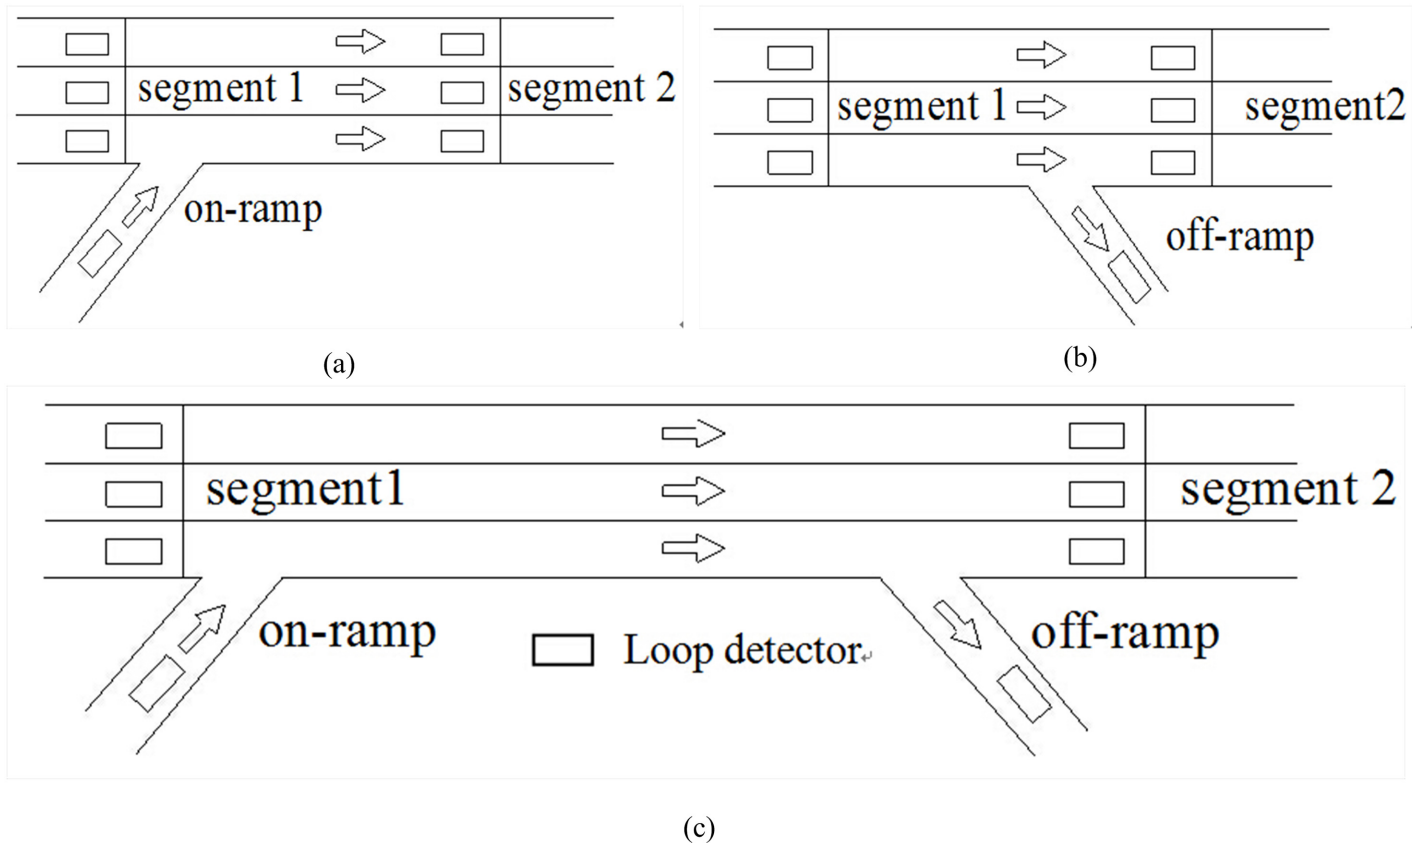 segment 1
segment 2
on-ramp
(a)
segment 1
segment2
off-ramp
(b)
segment1
segment 2
on-ramp
Loop detector
off-ramp
(c)